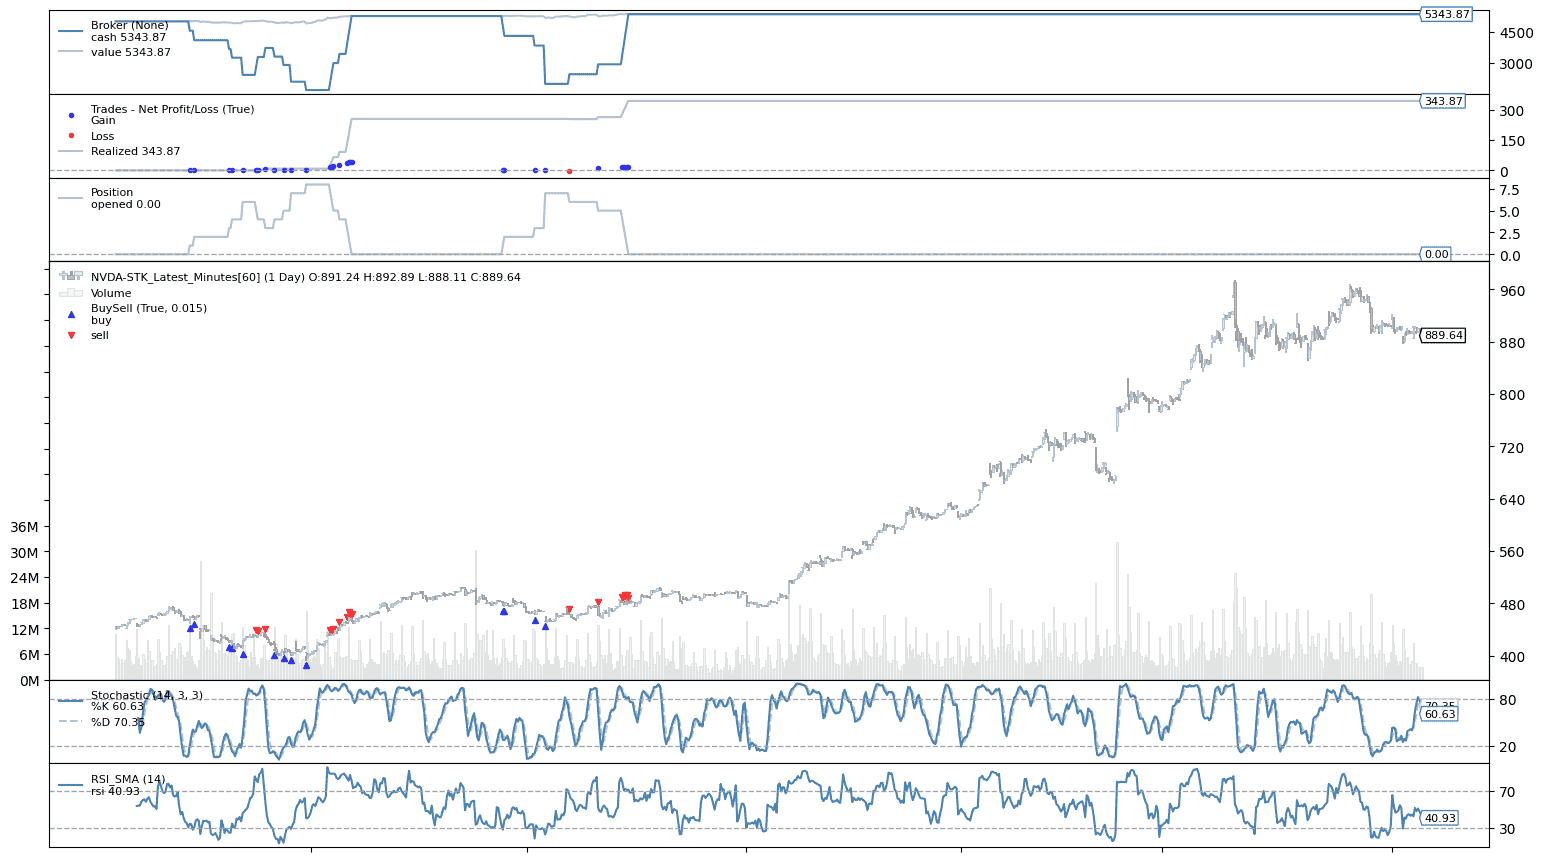 Broker (None)
cash 5343.87
value 5343.87
5343.87
4500
3000
Trades - Net Profit/Loss (True)
Gain
Loss
Realized 343.87
343.87
300
150
0
Position
opened 0.00
7.5
5.0
2.5
0.0
0.00
NVDA-STK_Latest_Minutes[60] (1 Day) O:891.24 H:892.89 L:888.11 C:889.64
Volume
BuySell (True, 0.015)
buy
sell
960
880
889.64
800
720
640
560
480
400
36M
30M
24M
18M
12M
6M
0M
Stochastic (14, 3, 3)
%K 60.63
%D 70.35
80
70.35
60.63
20
RSI_SMA (14)
rsi 40.93
70
40.93
30